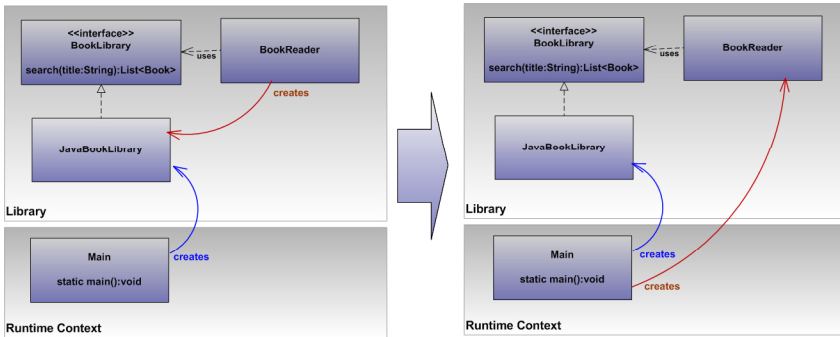 <<interface>>
BookLibrary
search(title:String):List<Book>
uses
BookReader
creates
JavaBookLibrary
Library
Main
static main():void
creates
Runtime Context
<<interface>>
BookLibrary
search(title:String):List<Book>
uses
BookReader
JavaBookLibrary
Library
Main
static main():void
creates
creates
Runtime Context